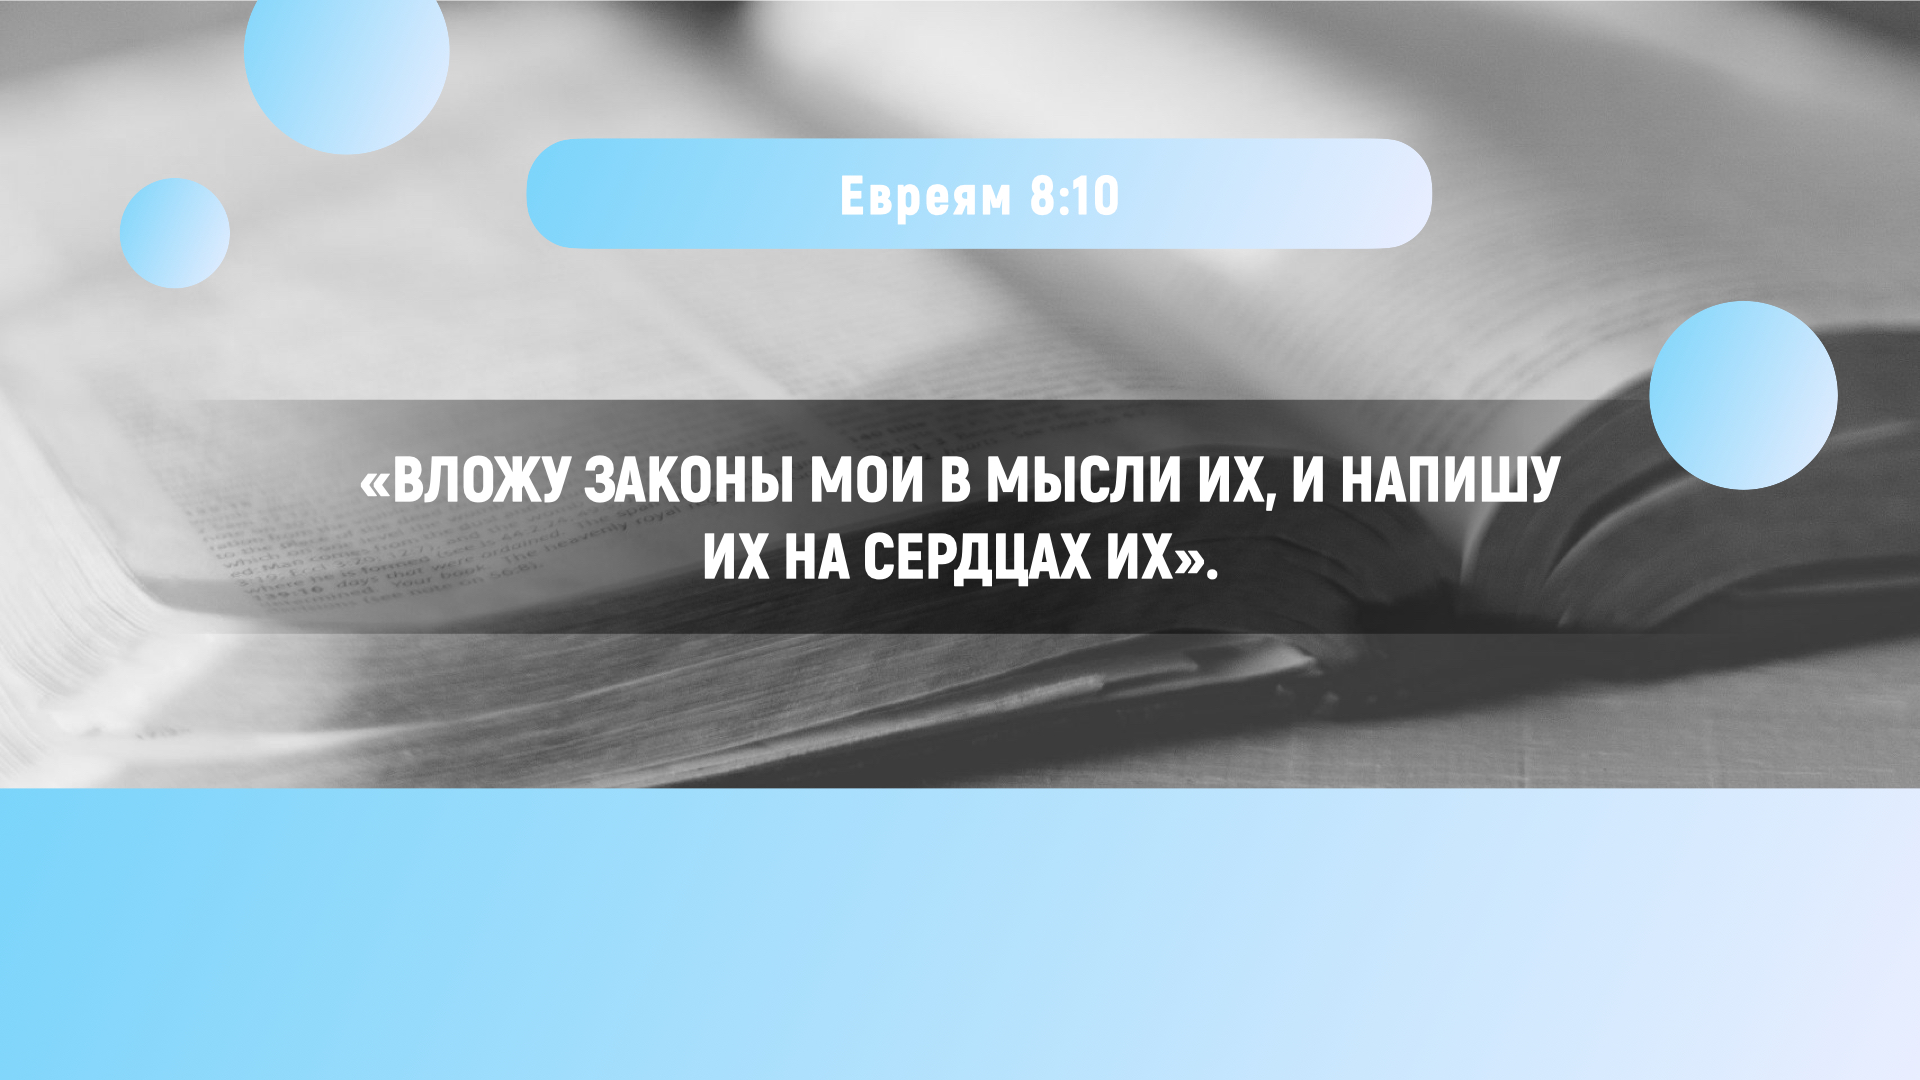 Евреям 8:10
«ВЛОЖУ ЗАКОНЫ МОИ В МЫСЛИ ИХ, И НАПИШУ
ИХ НА СЕРДЦАХ ИХ».